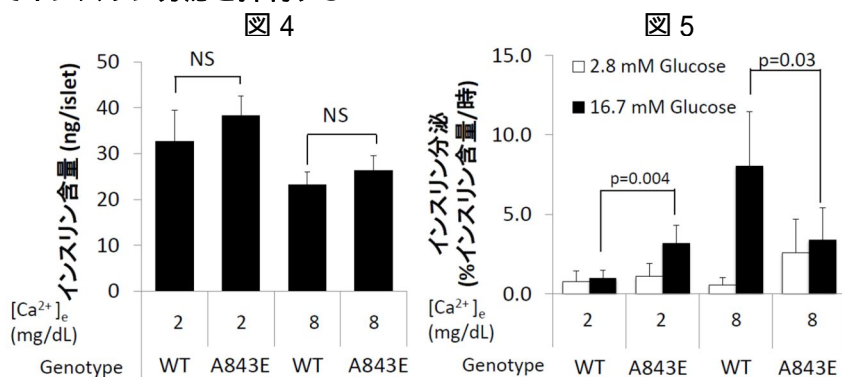 図 4
NS
NS
インスリン含量 (ng/islet)
50
40
30
20
10
0
[Ca²⁺]e
(mg/dL)
2 2 8 8
Genotype WT A843E WT A843E
図 5
□ 2.8 mM Glucose
■ 16.7 mM Glucose
p=0.03
p=0.004
インスリン分泌
(%インスリン含量/時)
15.0
10.0
5.0
0.0
[Ca²⁺]e
(mg/dL)
2 2 8 8
Genotype WT A843E WT A843E